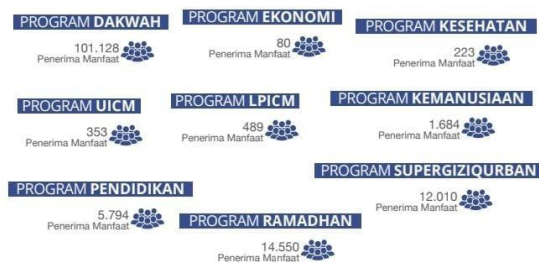 PROGRAM DAKWAH
101.128
Penerima Manfaat
PROGRAM EKONOMI
80
Penerima Manfaat
PROGRAM KESEHATAN
223
Penerima Manfaat
PROGRAM UICM
353
Penerima Manfaat
PROGRAM LPICM
489
Penerima Manfaat
PROGRAM KEMANUSIAAN
1.684
Penerima Manfaat
PROGRAM PENDIDIKAN
5.794
Penerima Manfaat
PROGRAM RAMADHAN
14.550
Penerima Manfaat
PROGRAM SUPERGIZIQURBAN
12.010
Penerima Manfaat